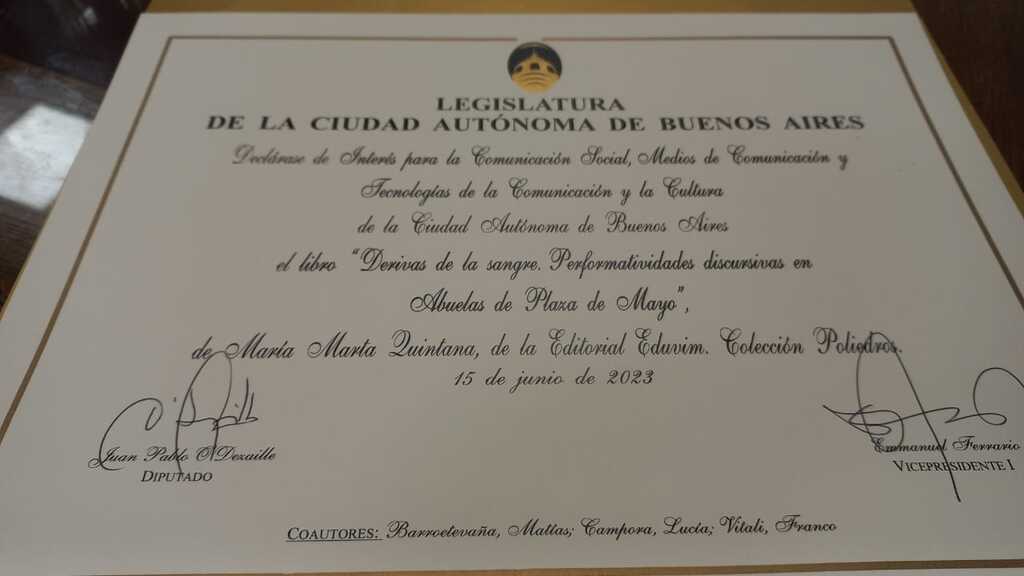 LEGISLATURA
DE LA CIUDAD AUTÓNOMA DE BUENOS AIRES
Declárase de Interés para la Comunicación Social, Medios de Comunicación y
Tecnologías de la Comunicación y la Cultura
de la Ciudad Autónoma de Buenos Aires
el libro “Derivas de la sangre. Performatividades discursivas en
Abuelas de Plaza de Mayo”,
de María Marta Quintana, de la Editorial Eduvim. Colección Poliedros.
15 de junio de 2023
Juan Pablo O'Dezaille
DIPUTADO
Emmanuel Ferrario
VICEPRESIDENTE I
COAUTORES: Barroetevaña, Matías; Campora, Lucía; Vitali, Franco